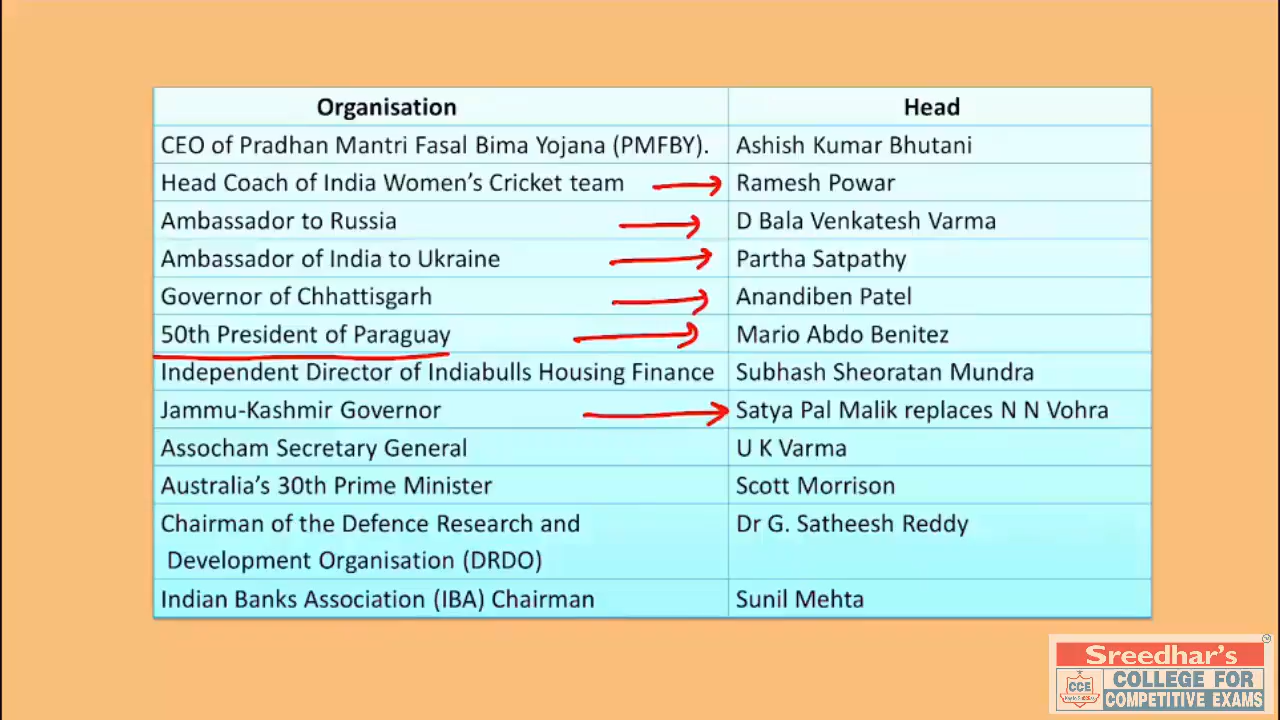 Organisation Head
CEO of Pradhan Mantri Fasal Bima Yojana (PMFBY). Ashish Kumar Bhutani
Head Coach of India Women's Cricket team Ramesh Powar
Ambassador to Russia D Bala Venkatesh Varma
Ambassador of India to Ukraine Partha Satpathy
Governor of Chhattisgarh Anandiben Patel
50th President of Paraguay Mario Abdo Benitez
Independent Director of Indiabulls Housing Finance Subhash Sheoratan Mundra
Jammu-Kashmir Governor Satya Pal Malik replaces N N Vohra
Assocham Secretary General U K Varma
Australia's 30th Prime Minister Scott Morrison
Chairman of the Defence Research and Dr G. Satheesh Reddy
Development Organisation (DRDO)
Indian Banks Association (IBA) Chairman Sunil Mehta
Sreedhar's
CCE
COLLEGE FOR
COMPETITIVE EXAMS